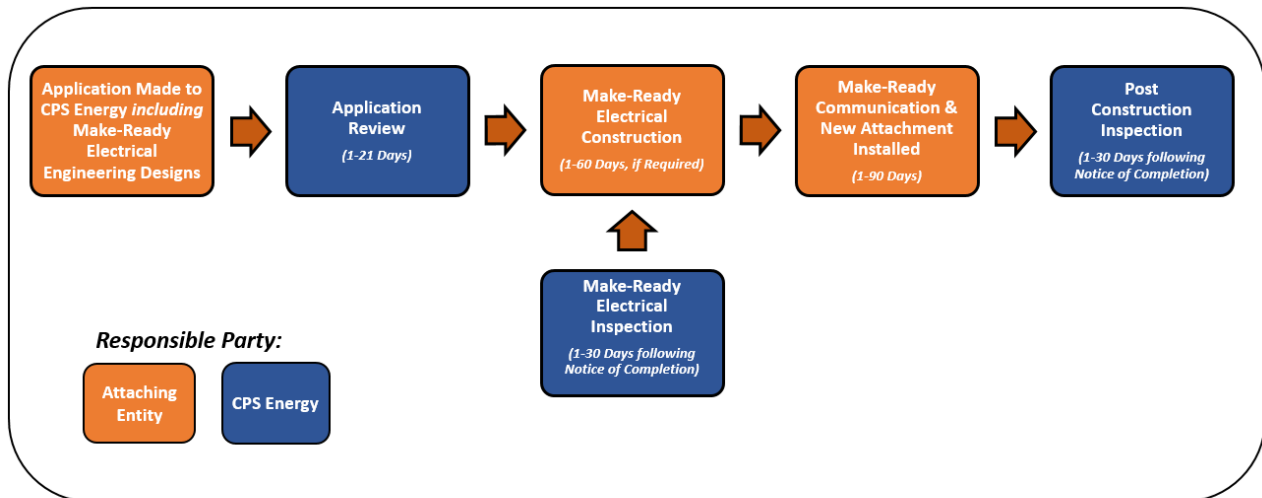 Application Made to
CPS Energy including
Make-Ready
Electrical
Engineering Designs
Application
Review
(1-21 Days)
Make-Ready
Electrical
Construction
(1-60 Days, if Required)
Make-Ready
Communication &
New Attachment
Installed
(1-90 Days)
Post
Construction
Inspection
(1-30 Days following
Notice of Completion)
Make-Ready
Electrical
Inspection
(1-30 Days following
Notice of Completion)
Responsible Party:
Attaching
Entity
CPS Energy